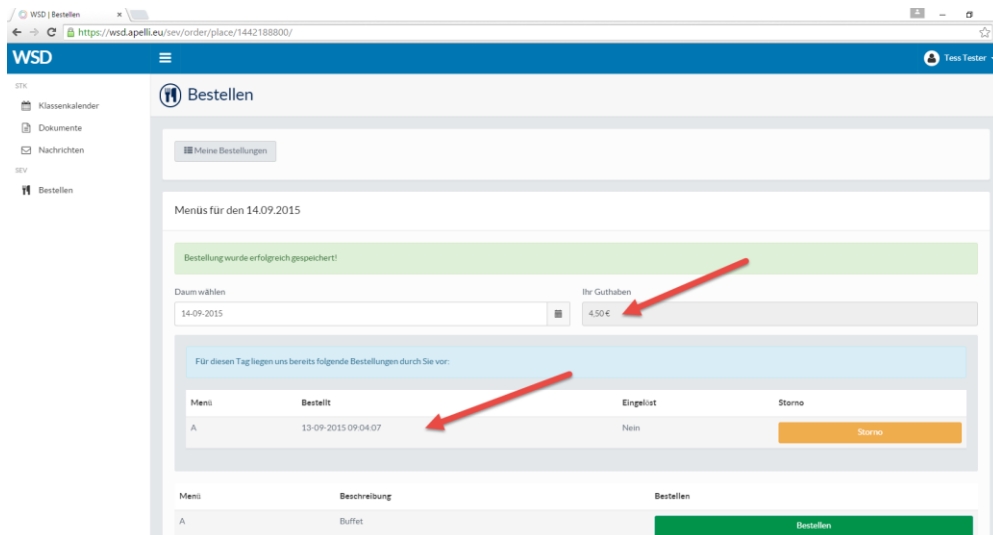 WSD | Bestellen
https://wsd.apelli.eu/sev/order/place/1442188800/
WSD
Tess Tester
STK
Klassenkalender
Dokumente
Nachrichten
SEV
Bestellen
Bestellen
Meine Bestellungen
Menüs für den 14.09.2015
Bestellung wurde erfolgreich gespeichert!
Daum wählen
Ihr Guthaben
14-09-2015
4,50 €
Für diesen Tag liegen uns bereits folgende Bestellungen durch Sie vor:
Menü Bestellt Eingelöst Storno
A 13-09-2015 09:04:07 Nein Storno
Menü Beschreibung Bestellen
A Buffet Bestellen